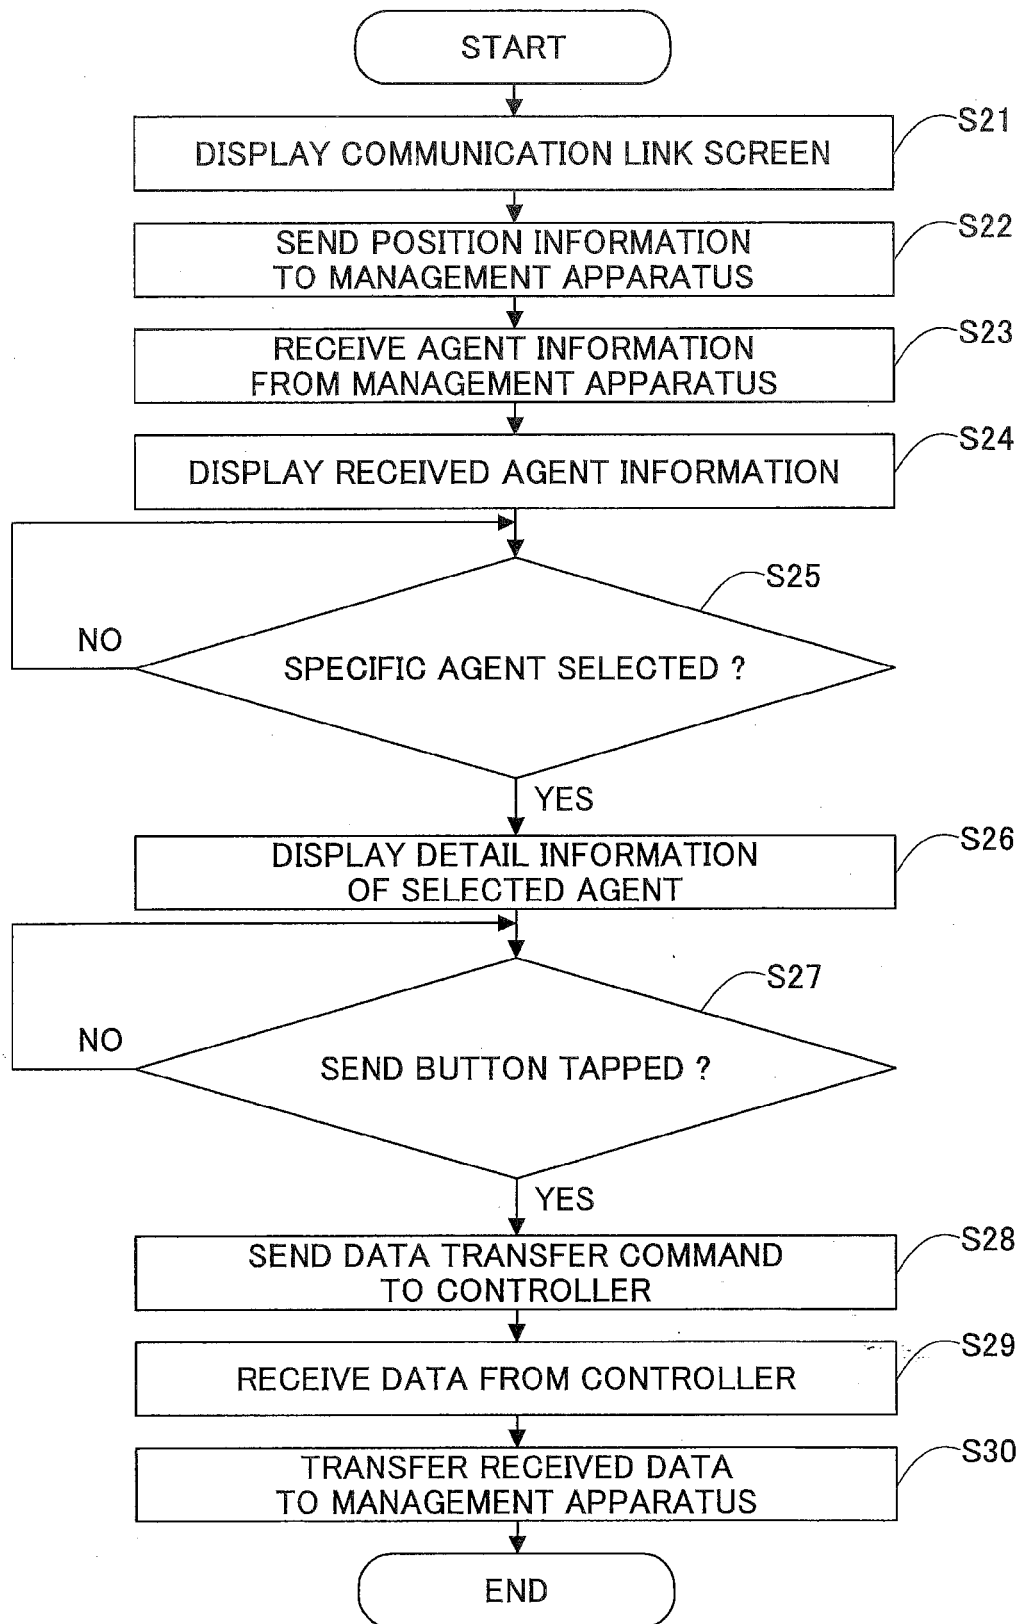 START
S21
DISPLAY COMMUNICATION LINK SCREEN
S22
SEND POSITION INFORMATION
TO MANAGEMENT APPARATUS
S23
RECEIVE AGENT INFORMATION
FROM MANAGEMENT APPARATUS
S24
DISPLAY RECEIVED AGENT INFORMATION
S25
NO
SPECIFIC AGENT SELECTED ?
YES
S26
DISPLAY DETAIL INFORMATION
OF SELECTED AGENT
S27
NO
SEND BUTTON TAPPED ?
YES
S28
SEND DATA TRANSFER COMMAND
TO CONTROLLER
S29
RECEIVE DATA FROM CONTROLLER
S30
TRANSFER RECEIVED DATA
TO MANAGEMENT APPARATUS
END